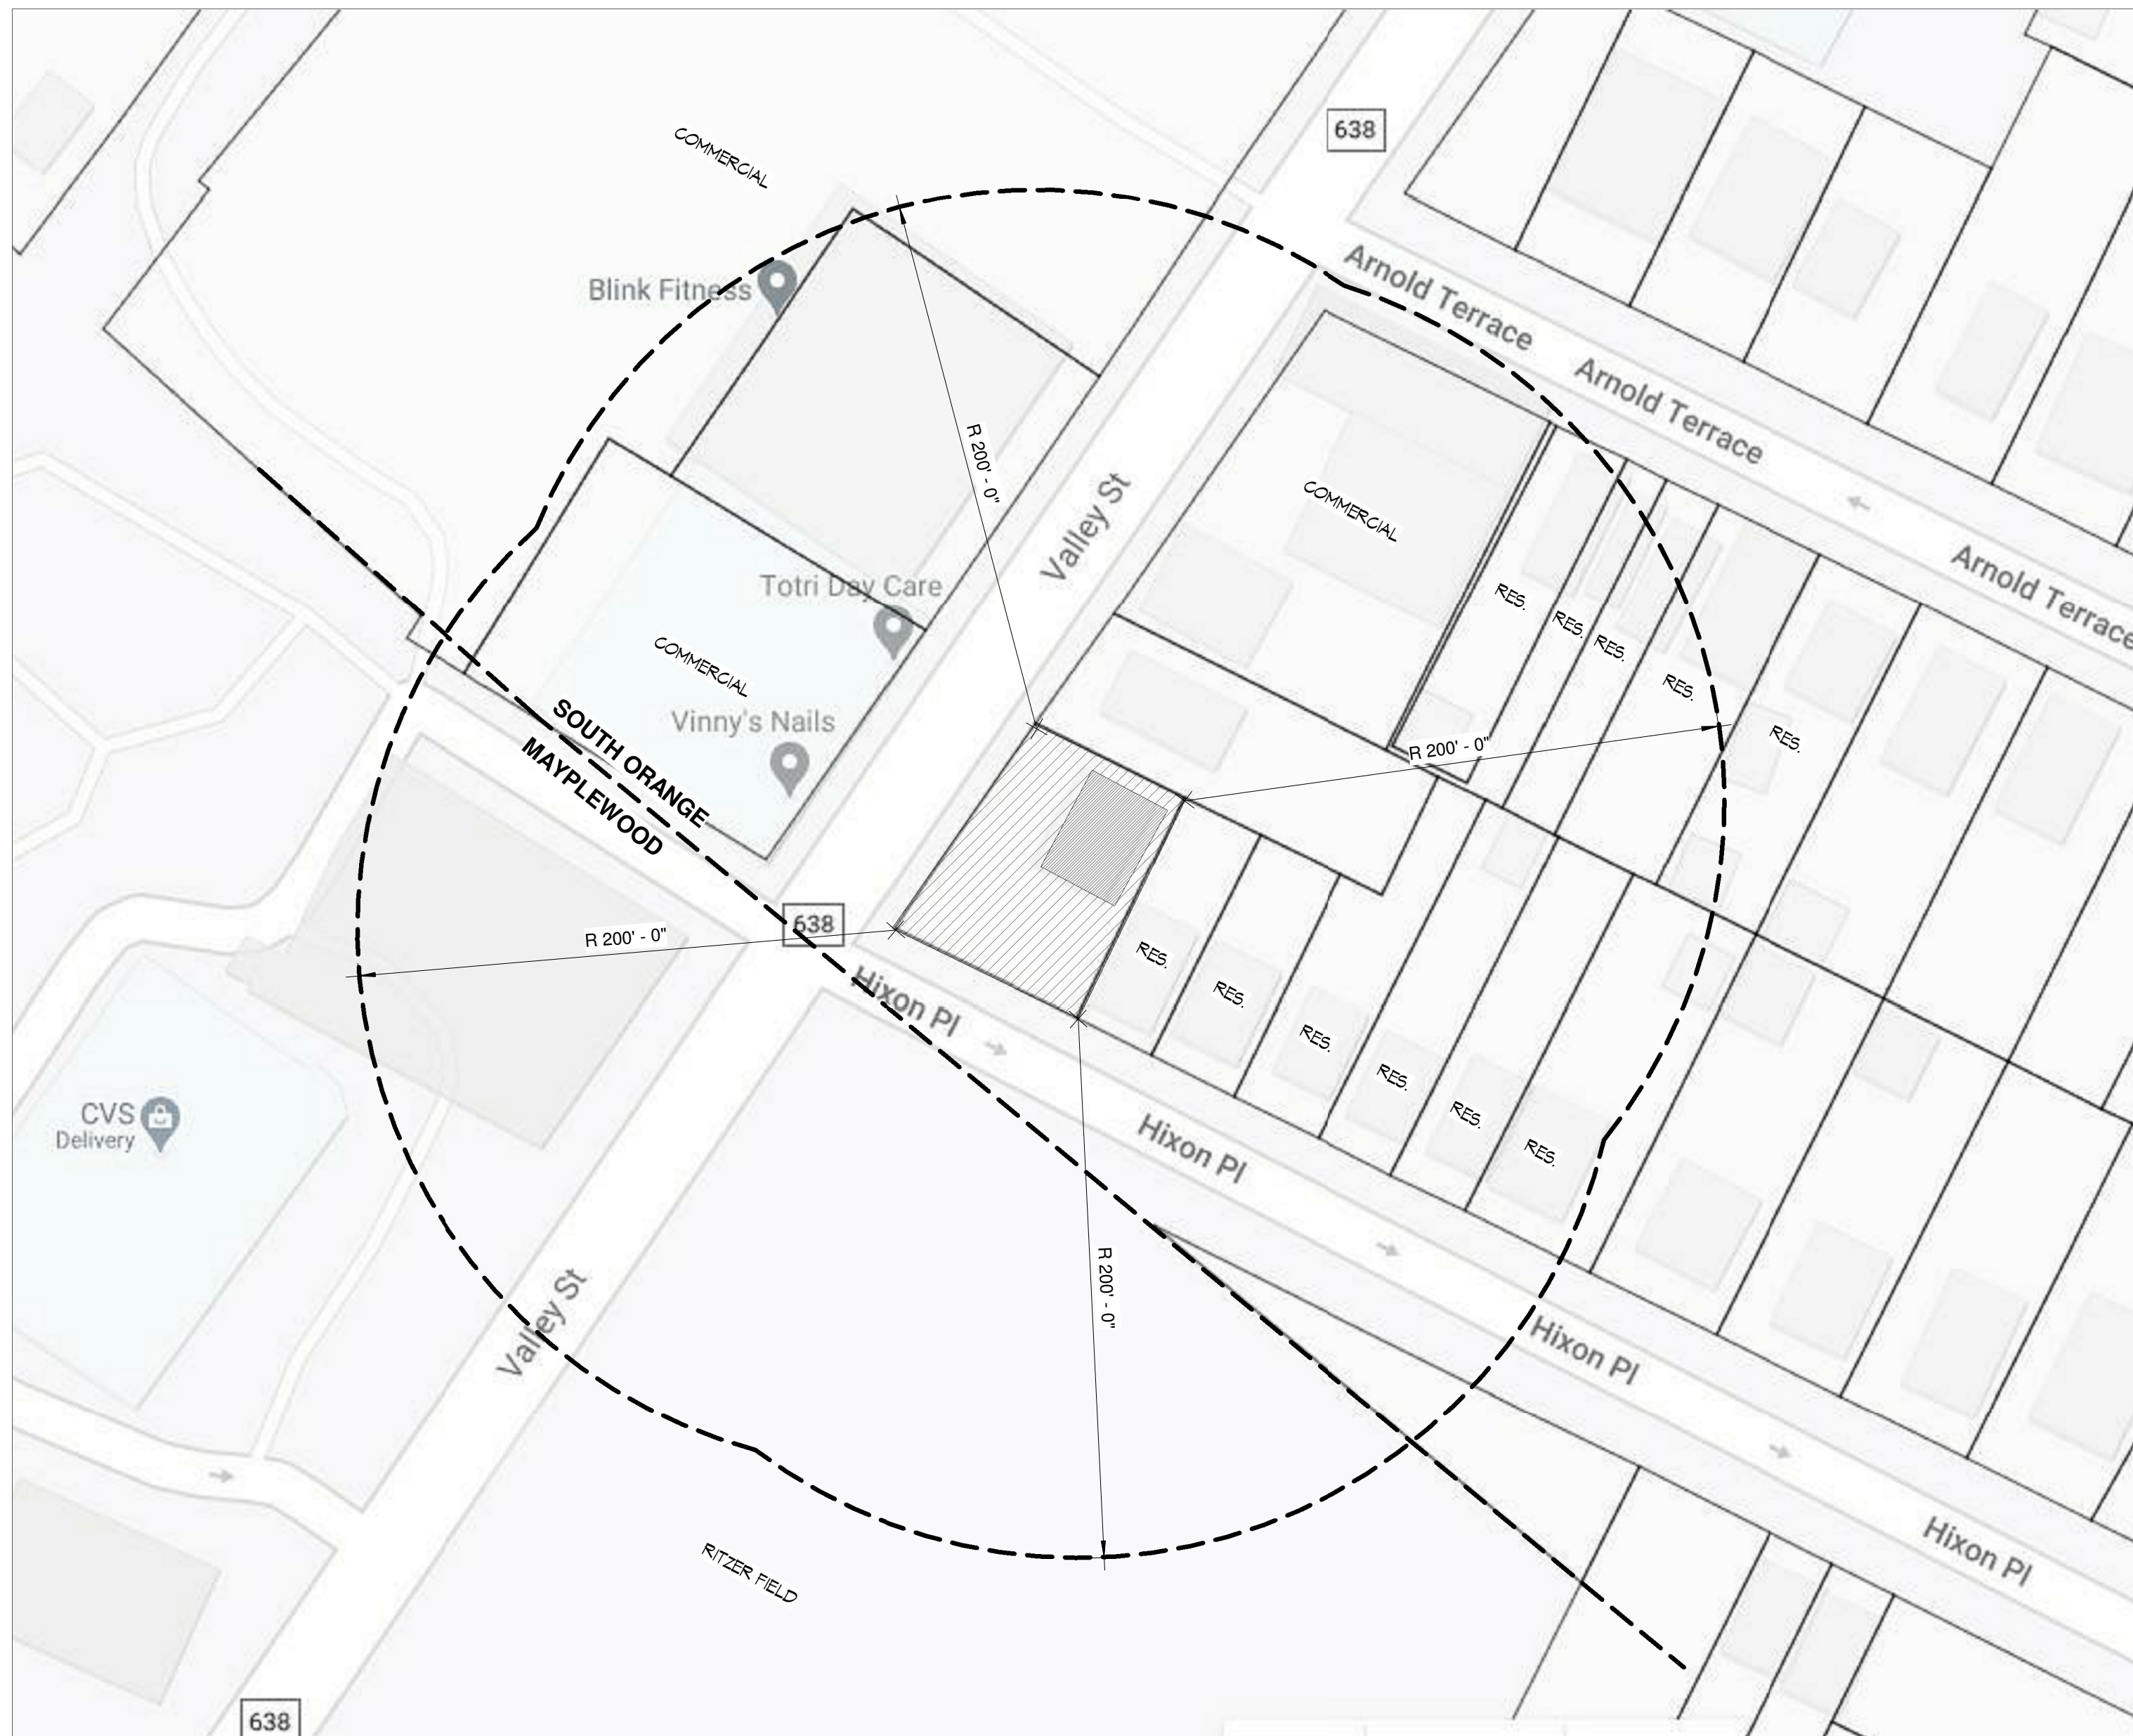 638
COMMERCIAL
Arnold Terrace
Blink Fitness
Arnold Terrace
R 200' - 0"
Valley St
COMMERCIAL
Arnold Terrace
Totri Day Care
RES.
RES.
RES.
RES.
COMMERCIAL
Vinny's Nails
SOUTH ORANGE
MAYPLEWOOD
R 200' - 0"
RES.
638
R 200' - 0"
RES.
RES.
RES.
RES.
RES.
RES.
Hixon Pl
CVS
Delivery
Hixon Pl
R 200' - 0"
Valley St
Hixon Pl
RITZER FIELD
Hixon Pl
638